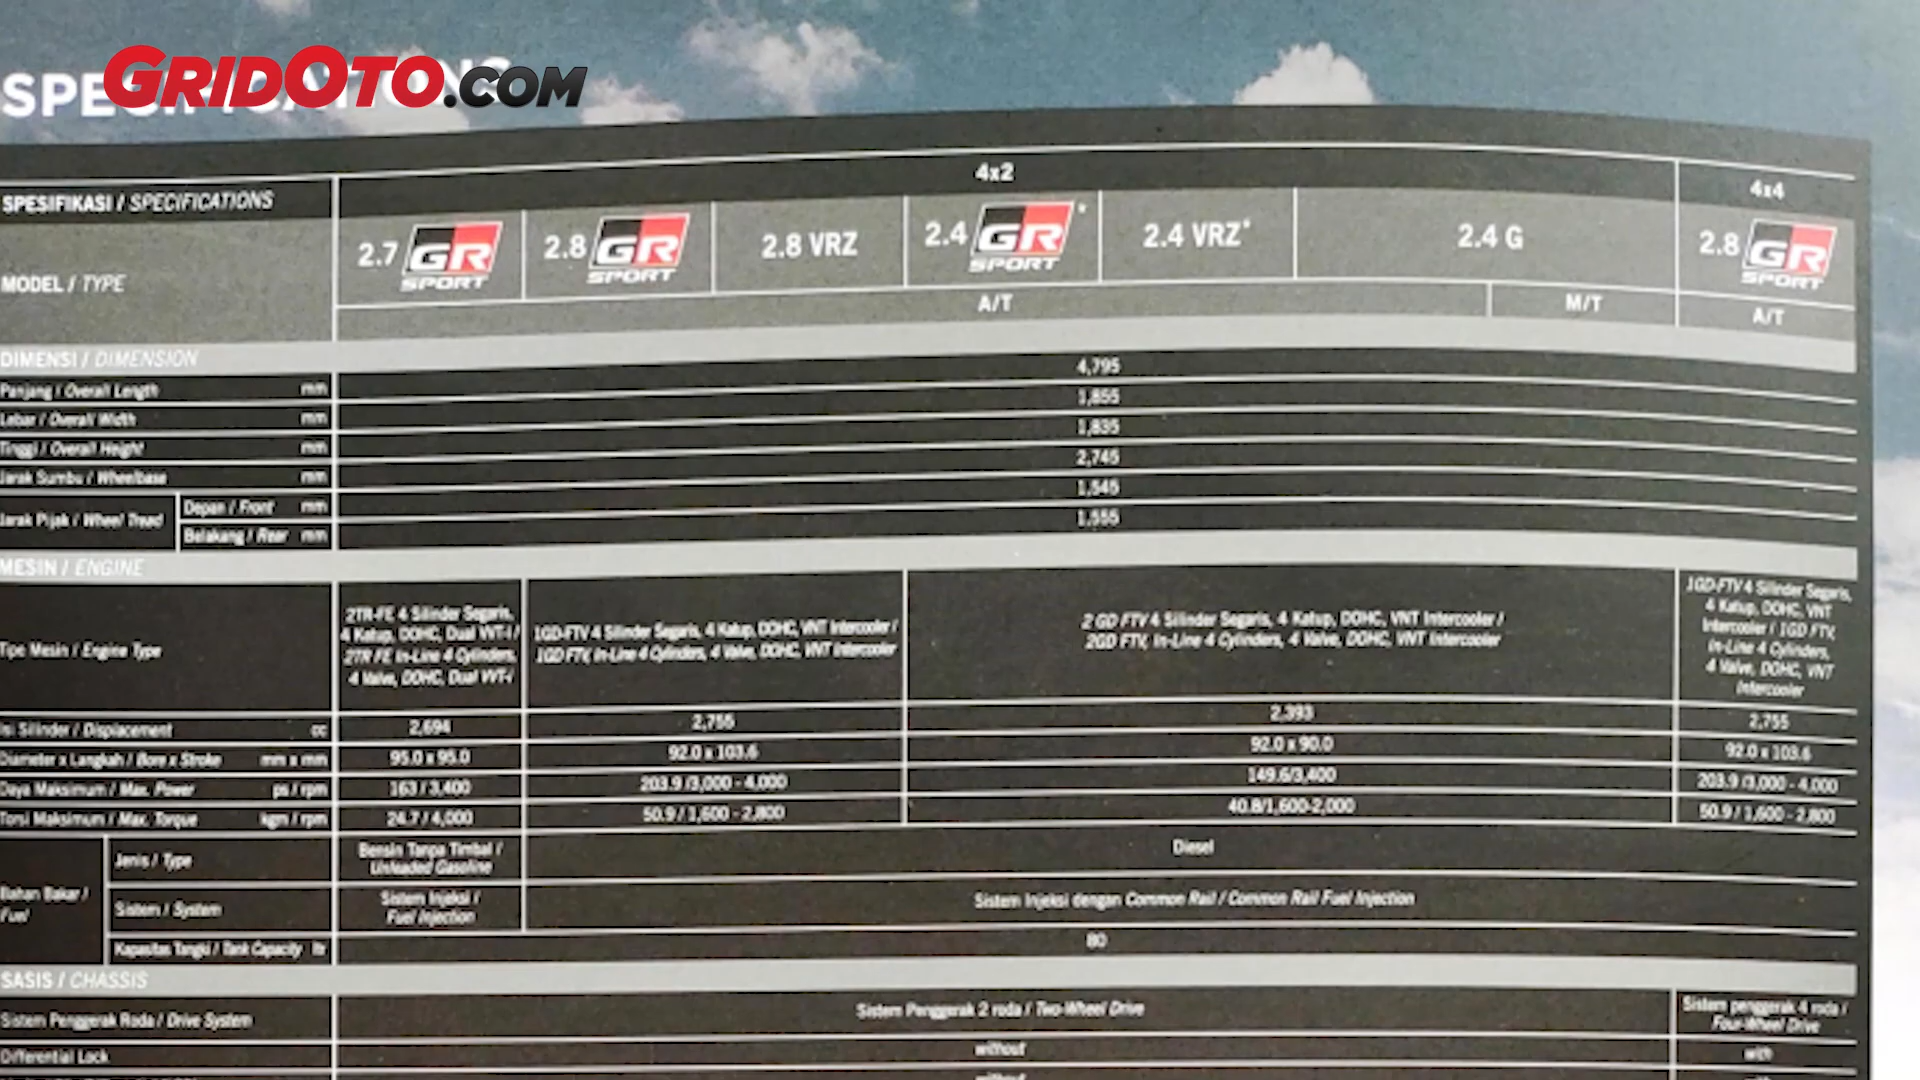 GRIDOTO.COM
SPESIFIKASI / SPECIFICATIONS
4x2
4x4
MODEL / TYPE
2.7 GR SPORT
2.8 GR SPORT
2.8 VRZ
2.4 GR SPORT*
2.4 VRZ*
2.4 G
2.8 GR SPORT
A/T
M/T
A/T
DIMENSI / DIMENSION
Panjang / Overall Length mm
4,795
Lebar / Overall Width mm
1,855
Tinggi / Overall Height mm
1,835
Jarak Sumbu / Wheelbase mm
2,745
Jarak Pijak / Wheel Tread
Depan / Front mm
1,545
Belakang / Rear mm
1,555
MESIN / ENGINE
Tipe Mesin / Engine Type
2TR-FE, 4 Silinder Segaris,
4 Katup, DOHC, Dual VVT-i /
2TR FE, In-Line 4 Cylinders,
4 Valve, DOHC, Dual VVT-i
1GD-FTV 4 Silinder Segaris, 4 Katup, DOHC, VNT Intercooler /
1GD FTV, In-Line 4 Cylinders, 4 Valve, DOHC, VNT Intercooler
2 GD FTV 4 Silinder Segaris, 4 Katup, DOHC, VNT Intercooler /
2GD FTV, In-Line 4 Cylinders, 4 Valve, DOHC, VNT Intercooler
1GD-FTV 4 Silinder Segaris,
4 Katup, DOHC, VNT
Intercooler / 1GD FTV,
In-Line 4 Cylinders,
4 Valve, DOHC, VNT
Intercooler
Isi Silinder / Displacement cc
2,694
2,755
2,393
2,755
Diameter x Langkah / Bore x Stroke mm x mm
95.0 x 95.0
92.0 x 103.6
92.0 x 90.0
92.0 x 103.6
Daya Maksimum / Max. Power ps / rpm
163 / 3,400
203.9 /3,000 - 4,000
149.6/3,400
203.9 /3,000 - 4,000
Torsi Maksimum / Max. Torque kgm / rpm
24.7 / 4,000
50.9 / 1,600 - 2,800
40.8/1,600-2,000
50.9 / 1,600 - 2,800
Bahan Bakar /
Fuel
Jenis / Type
Bensin Tanpa Timbal /
Unleaded Gasoline
Diesel
Sistem / System
Sistem Injeksi /
Fuel Injection
Sistem Injeksi dengan Common Rail / Common Rail Fuel Injection
Kapasitas Tangki / Tank Capacity ltr
80
SASIS / CHASSIS
Sistem Penggerak Roda / Drive System
Sistem Penggerak 2 roda / Two-Wheel Drive
Sistem penggerak 4 roda /
Four-Wheel Drive
Differential Lock
without
with